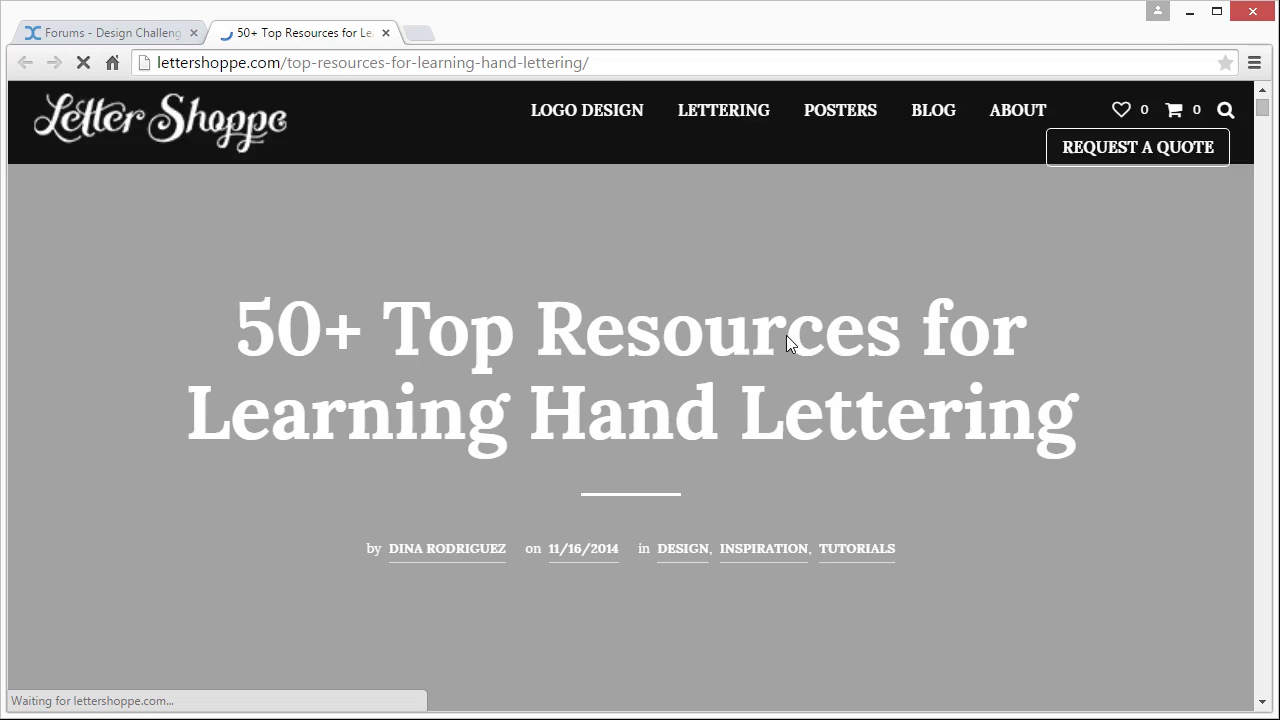 Forums - Design Challeng
50+ Top Resources for Le
lettershoppe.com/top-resources-for-learning-hand-lettering/
Letter Shoppe
LOGO DESIGN LETTERING POSTERS BLOG ABOUT 0 0
REQUEST A QUOTE
50+ Top Resources for
Learning Hand Lettering
by DINA RODRIGUEZ on 11/16/2014 in DESIGN, INSPIRATION, TUTORIALS
Waiting for lettershoppe.com...